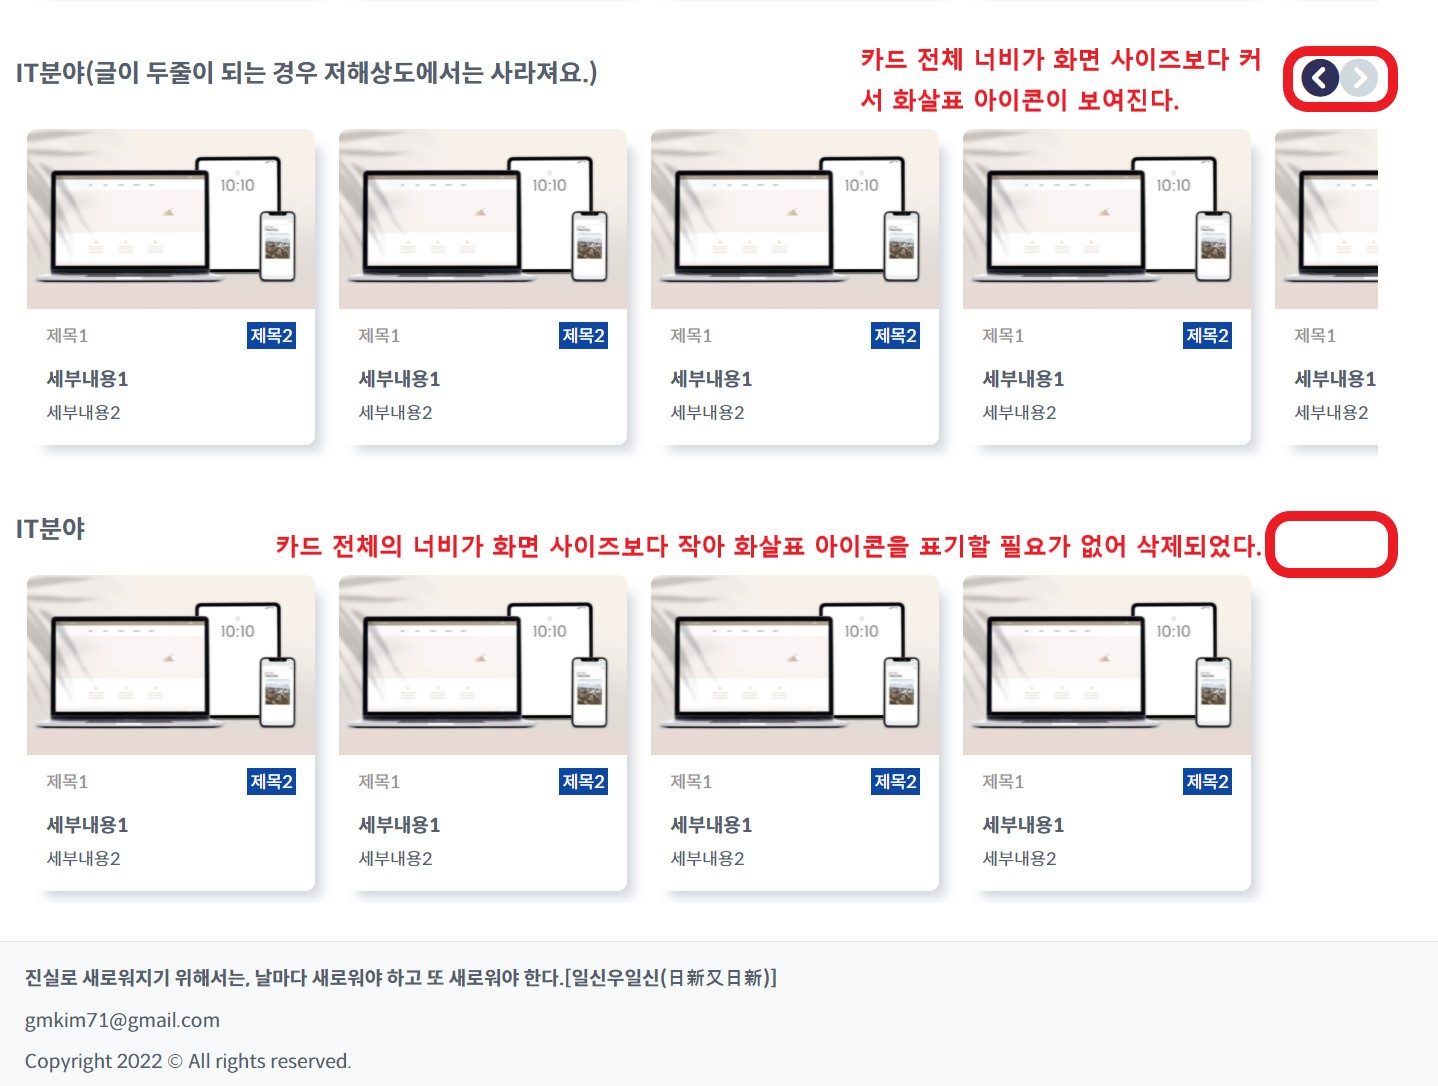 IT분야(글이 두줄이 되는 경우 저해상도에서는 사라져요.)
카드 전체 너비가 화면 사이즈보다 커
서 화살표 아이콘이 보여진다.
10:10 10:10 10:10 10:10
제목1 제목2 제목1 제목2 제목1 제목2 제목1 제목2 제목1
세부내용1 세부내용1 세부내용1 세부내용1 세부내용1
세부내용2 세부내용2 세부내용2 세부내용2 세부내용2
IT분야
카드 전체의 너비가 화면 사이즈보다 작아 화살표 아이콘을 표기할 필요가 없어 삭제되었다.
10:10 10:10 10:10 10:10
제목1 제목2 제목1 제목2 제목1 제목2 제목1 제목2
세부내용1 세부내용1 세부내용1 세부내용1
세부내용2 세부내용2 세부내용2 세부내용2
진실로 새로워지기 위해서는, 날마다 새로워야 하고 또 새로워야 한다.[일신우일신(日新又日新)]
gmkim71@gmail.com
Copyright 2022 © All rights reserved.